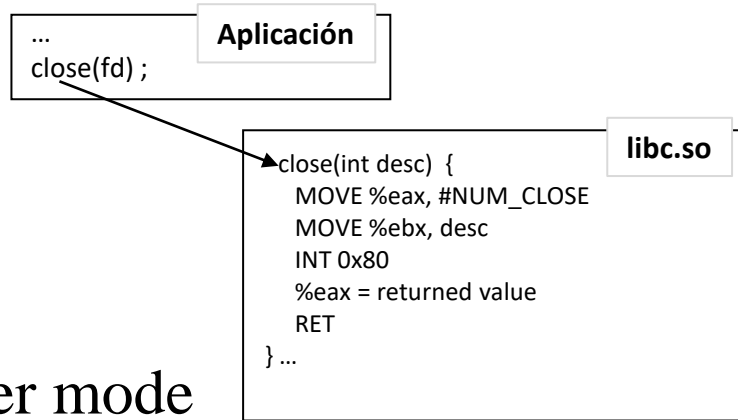 ...
Aplicación
close(fd) ;
libc.so
close(int desc) {
MOVE %eax, #NUM_CLOSE
MOVE %ebx, desc
INT 0x80
%eax = returned value
RET
} ...
er mode